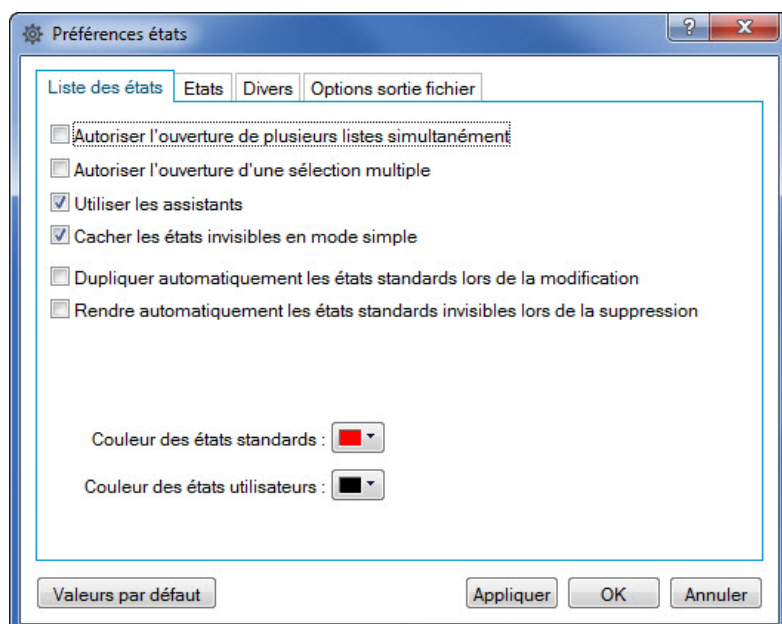 Préférences états
?
Liste des états
Etats
Divers
Options sortie fichier
Autoriser l'ouverture de plusieurs listes simultanément
Autoriser l'ouverture d'une sélection multiple
Utiliser les assistants
Cacher les états invisibles en mode simple
Dupliquer automatiquement les états standards lors de la modification
Rendre automatiquement les états standards invisibles lors de la suppression
Couleur des états standards :
Couleur des états utilisateurs :
Valeurs par défaut
Appliquer
OK
Annuler